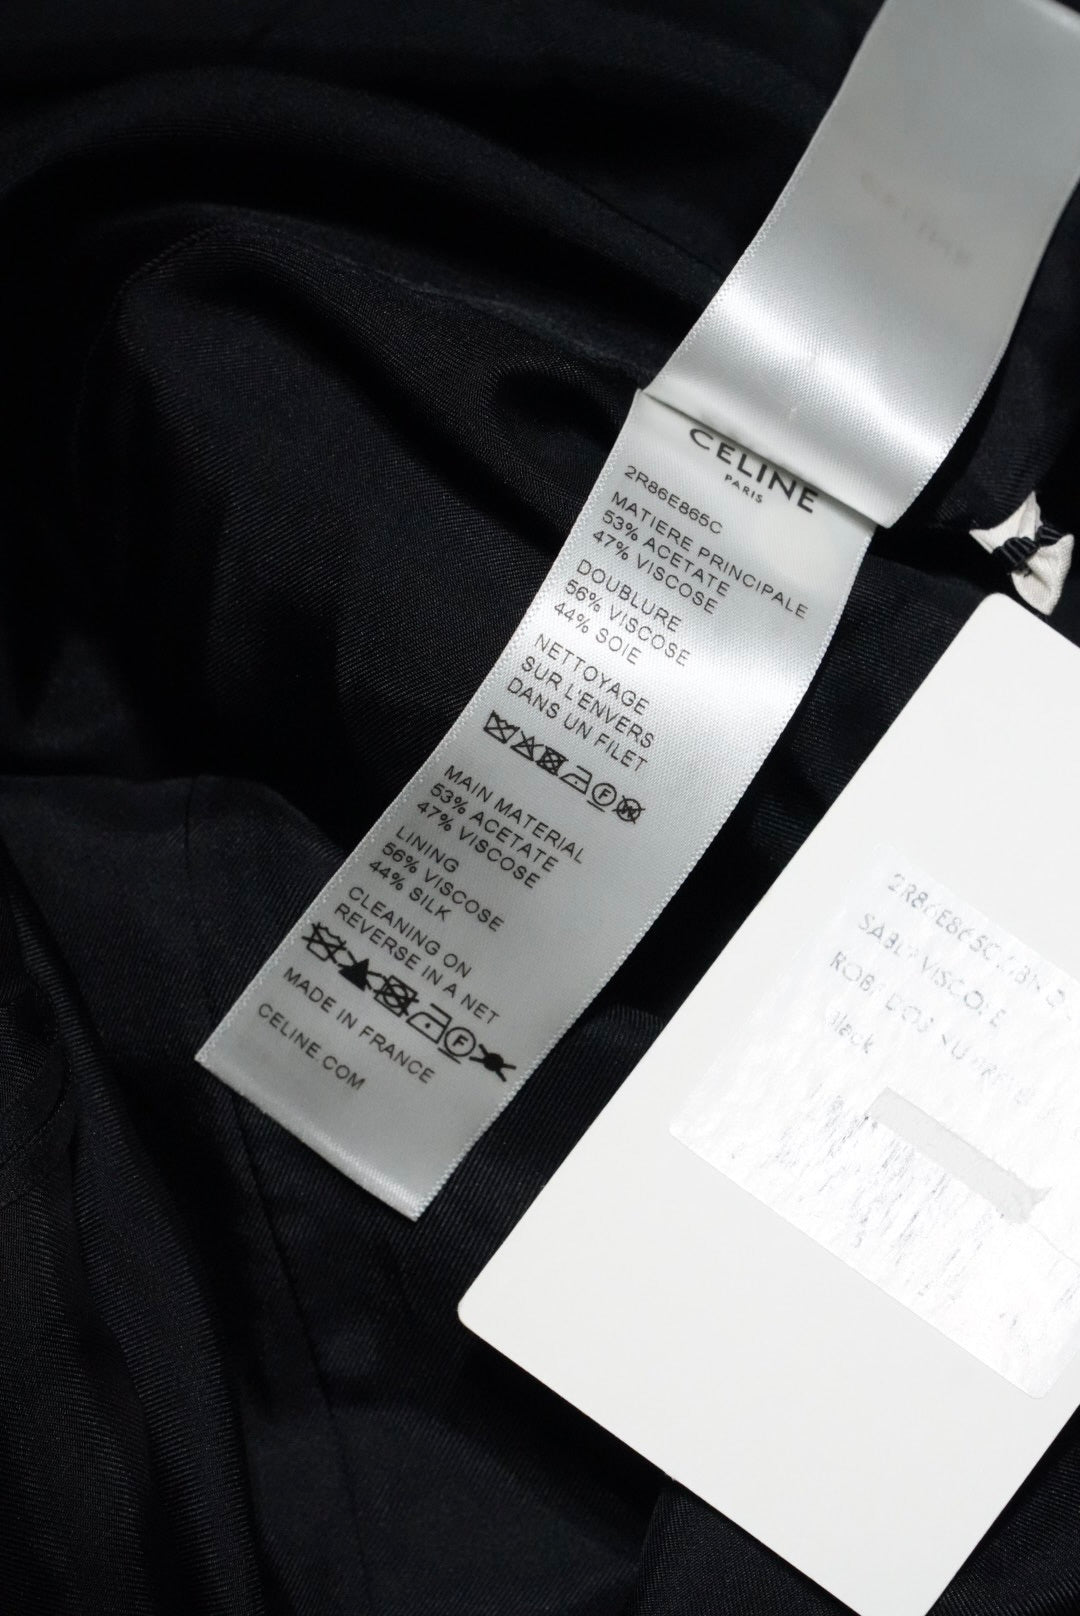 CELINE
PARIS
2R86E865C
MATIERE PRINCIPALE
53% ACETATE
47% VISCOSE
DOUBLURE
56% VISCOSE
44% SOIE
NETTOYAGE
SUR L'ENVERS
DANS UN FILET
F
W
MAIN MATERIAL
53% ACETATE
47% VISCOSE
LINING
56% VISCOSE
44% SILK
CLEANING ON
REVERSE IN A NET
F
MADE IN FRANCE
CELINE.COM
VISCOSE
Black